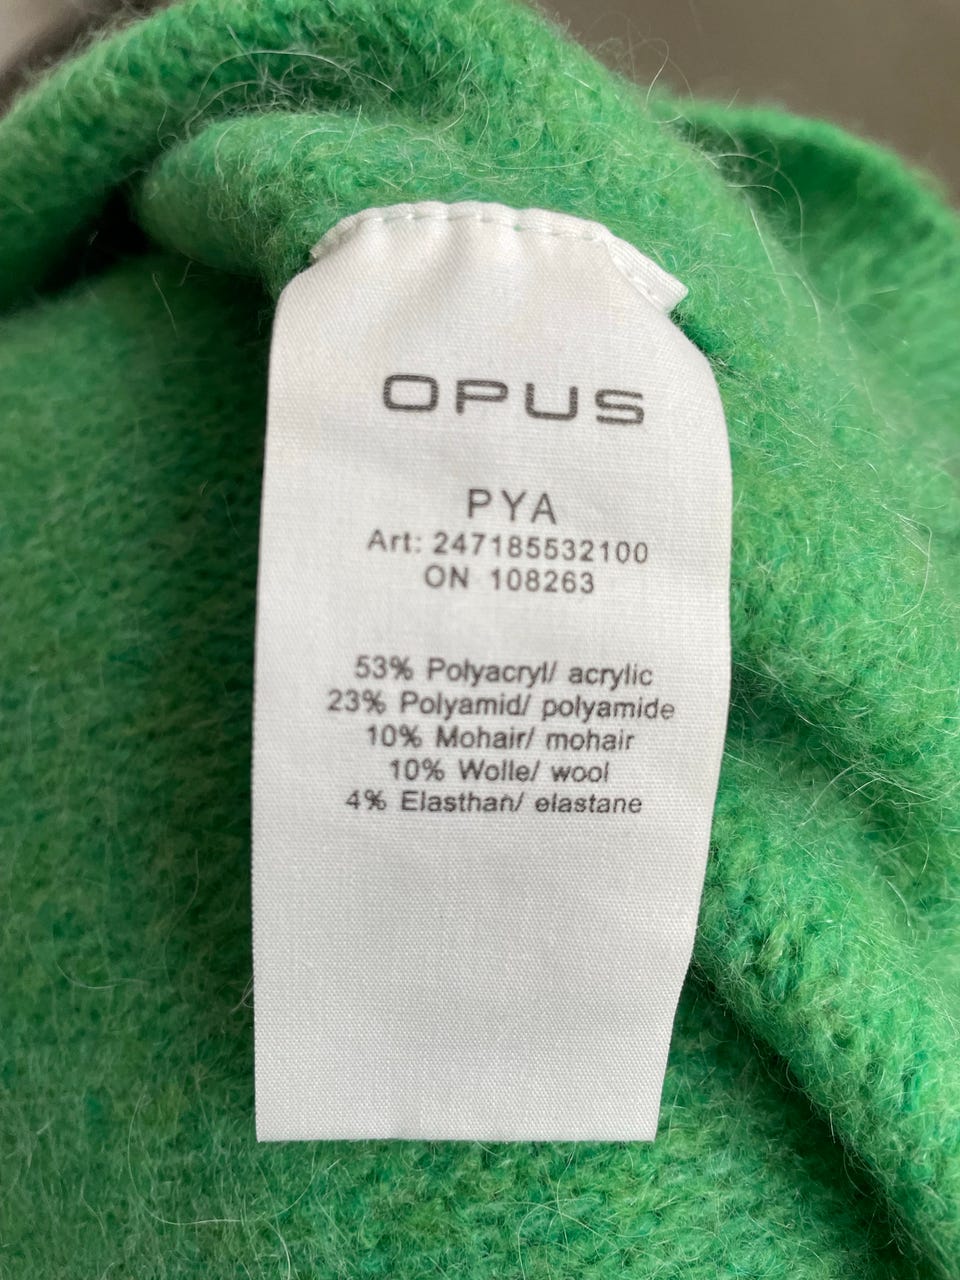 OPUS
PYA
Art: 247185532100
ON 108263
53% Polyacryl/ acrylic
23% Polyamid/ polyamide
10% Mohair/ mohair
10% Wolle/ wool
4% Elasthan/ elastane